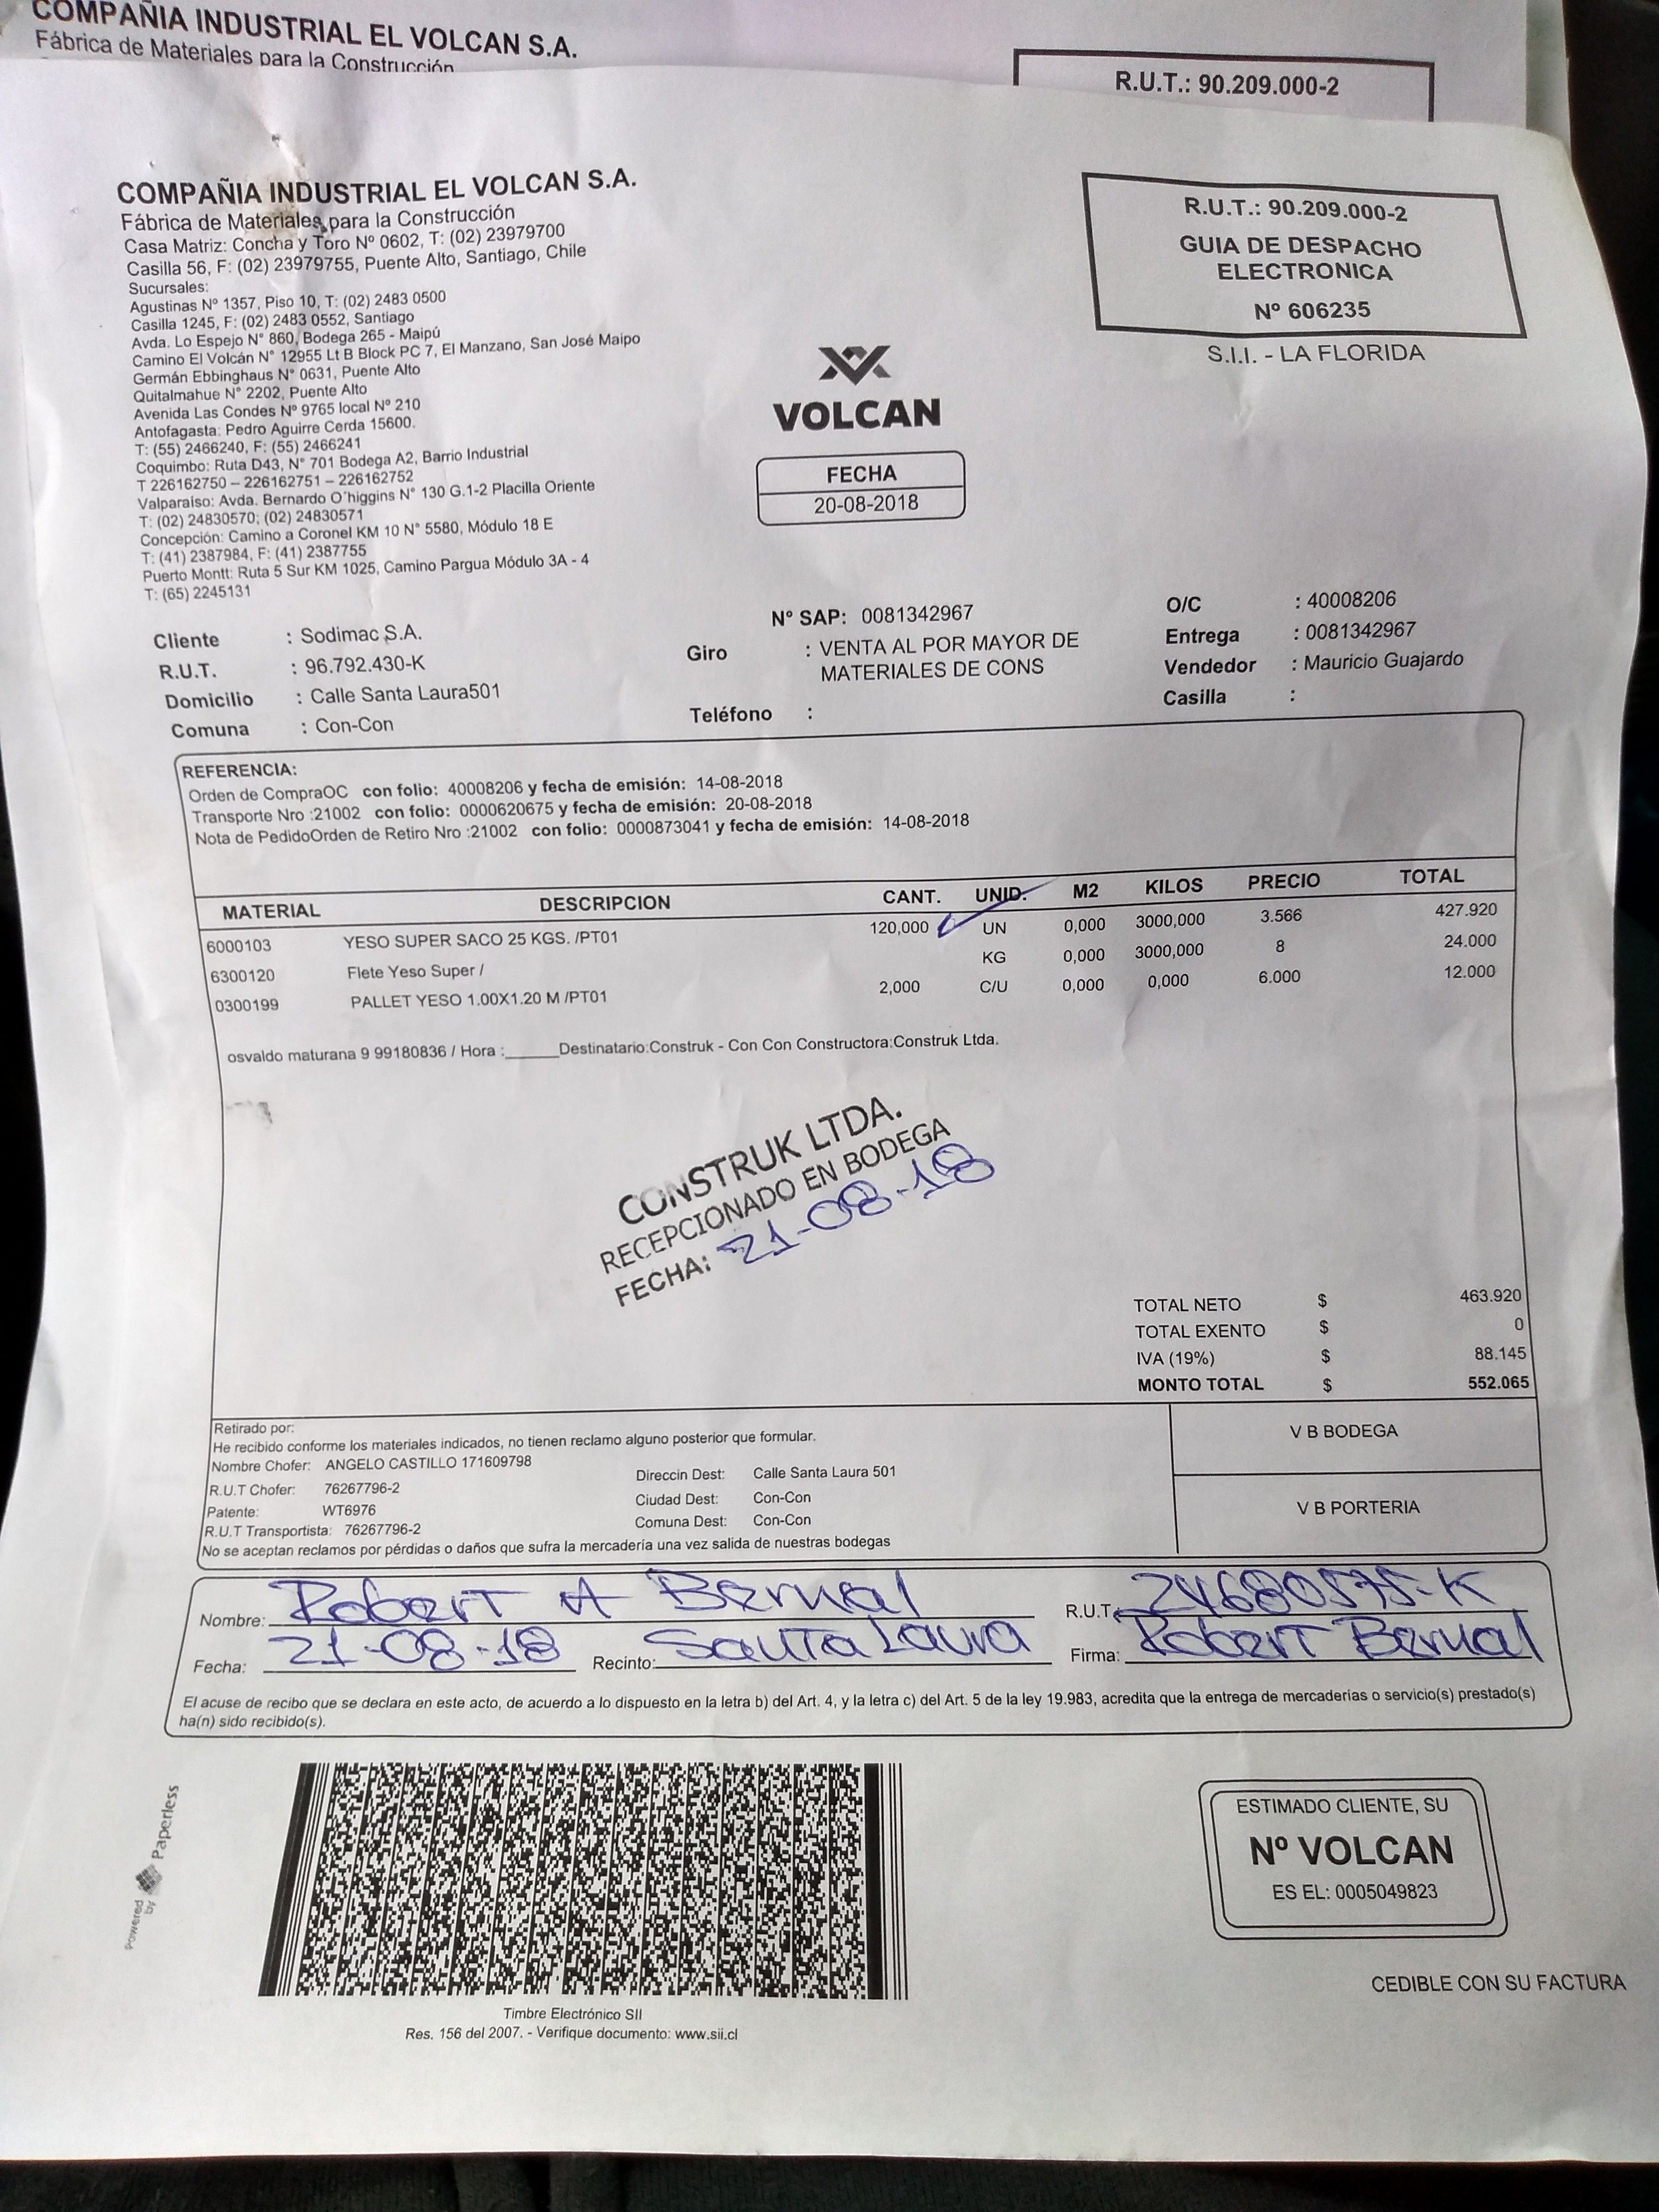 COMPAÑIA INDUSTRIAL EL VOLCAN S.A.
Fábrica de Materiales para la Construcción
R.U.T.: 90.209.000-2
COMPAÑIA INDUSTRIAL EL VOLCAN S.A.
Fábrica de Materiales para la Construcción
Casa Matriz: Concha y Toro Nº 0602, T: (02) 23979700
Casilla 56, F: (02) 23979755, Puente Alto, Santiago, Chile
Sucursales:
Agustinas Nº 1357, Piso 10, T: (02) 2483 0500
Casilla 1245, F: (02) 2483 0552, Santiago
Avda. Lo Espejo N° 860, Bodega 265 - Maipú
Camino El Volcán N° 12955 Lt B Block PC 7, El Manzano, San José Maipo
Germán Ebbinghaus N° 0631, Puente Alto
Quitalmahue N° 2202, Puente Alto
Avenida Las Condes Nº 9765 local Nº 210
Antofagasta: Pedro Aguirre Cerda 15600.
T: (55) 2466240, F: (55) 2466241
Coquimbo: Ruta D43, N° 701 Bodega A2, Barrio Industrial
T 226162750 – 226162751 – 226162752
Valparaiso: Avda. Bernardo O´higgins N° 130 G.1-2 Placilla Oriente
T: (02) 24830570; (02) 24830571
Concepción: Camino a Coronel KM 10 N° 5580, Módulo 18 E
T: (41) 2387984, F: (41) 2387755
Puerto Montt: Ruta 5 Sur KM 1025, Camino Pargua Módulo 3A - 4
T: (65) 2245131
R.U.T.: 90.209.000-2
GUIA DE DESPACHO
ELECTRONICA
Nº 606235
S.I.I. - LA FLORIDA
VOLCAN
FECHA
20-08-2018
Cliente : Sodimac S.A.
R.U.T. : 96.792.430-K
Domicilio : Calle Santa Laura501
Comuna : Con-Con
Nº SAP: 0081342967
Giro : VENTA AL POR MAYOR DE
MATERIALES DE CONS
Teléfono :
O/C : 40008206
Entrega : 0081342967
Vendedor : Mauricio Guajardo
Casilla :
REFERENCIA:
Orden de CompraOC con folio: 40008206 y fecha de emisión: 14-08-2018
Transporte Nro :21002 con folio: 0000620675 y fecha de emisión: 20-08-2018
Nota de PedidoOrden de Retiro Nro :21002 con folio: 0000873041 y fecha de emisión: 14-08-2018
MATERIAL DESCRIPCION CANT. UNID. M2 KILOS PRECIO TOTAL
6000103 YESO SUPER SACO 25 KGS. /PT01 120,000 UN 0,000 3000,000 3.566 427.920
6300120 Flete Yeso Super / KG 0,000 3000,000 8 24.000
0300199 PALLET YESO 1.00X1.20 M /PT01 2,000 C/U 0,000 0,000 6.000 12.000
osvaldo maturana 9 99180836 / Hora :______Destinatario:Construk - Con Con Constructora:Construk Ltda.
CONSTRUK LTDA.
RECEPCIONADO EN BODEGA
FECHA: 21-08-18
TOTAL NETO $ 463.920
TOTAL EXENTO $ 0
IVA (19%) $ 88.145
MONTO TOTAL $ 552.065
Retirado por:
He recibido conforme los materiales indicados, no tienen reclamo alguno posterior que formular.
Nombre Chofer: ANGELO CASTILLO 171609798
R.U.T Chofer: 76267796-2
Patente: WT6976
R.U.T Transportista: 76267796-2
Direccin Dest: Calle Santa Laura 501
Ciudad Dest: Con-Con
Comuna Dest: Con-Con
No se aceptan reclamos por pérdidas o daños que sufra la mercadería una vez salida de nuestras bodegas
V B BODEGA
V B PORTERIA
Nombre: Robert A Bernal R.U.T: 24680575-K
Fecha: 21-08-18 Recinto: Santa Laura Firma: Robert Bernal
El acuse de recibo que se declara en este acto, de acuerdo a lo dispuesto en la letra b) del Art. 4, y la letra c) del Art. 5 de la ley 19.983, acredita que la entrega de mercaderías o servicio(s) prestado(s)
ha(n) sido recibido(s).
Powered by Paperless
Timbre Electrónico SII
Res. 156 del 2007. - Verifique documento: www.sii.cl
ESTIMADO CLIENTE, SU
Nº VOLCAN
ES EL: 0005049823
CEDIBLE CON SU FACTURA